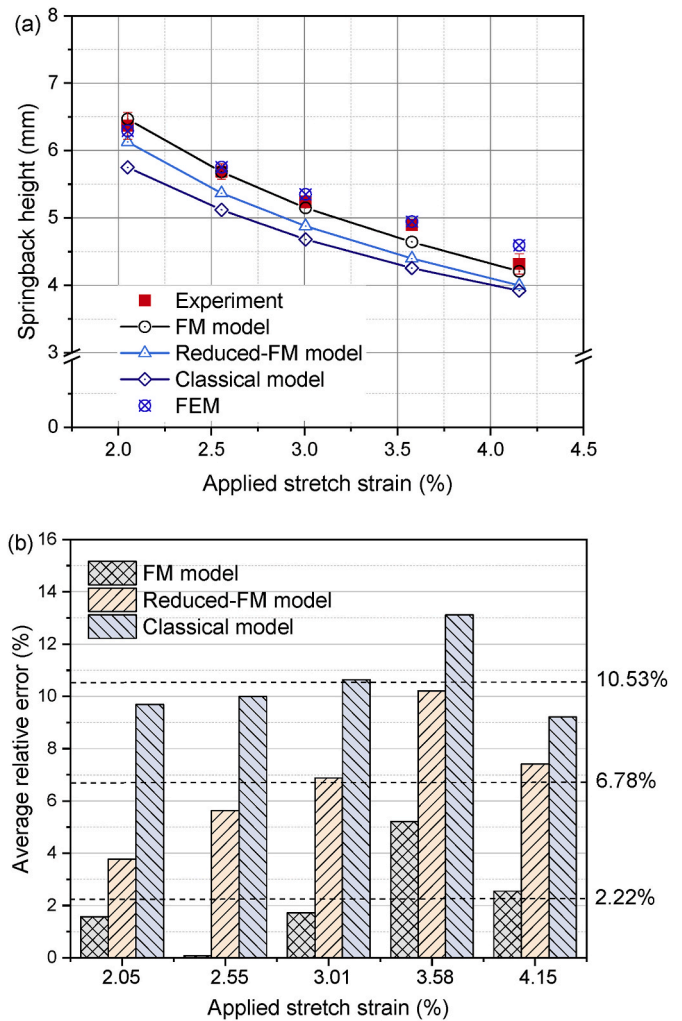 (a)
8
7
6
5
4
3
0
Springback height (mm)
Experiment
FM model
Reduced-FM model
Classical model
FEM
2.0 2.5 3.0 3.5 4.0 4.5
Applied stretch strain (%)
(b)
16
14
12
10
8
6
4
2
0
Average relative error (%)
FM model
Reduced-FM model
Classical model
10.53%
6.78%
2.22%
2.05 2.55 3.01 3.58 4.15
Applied stretch strain (%)